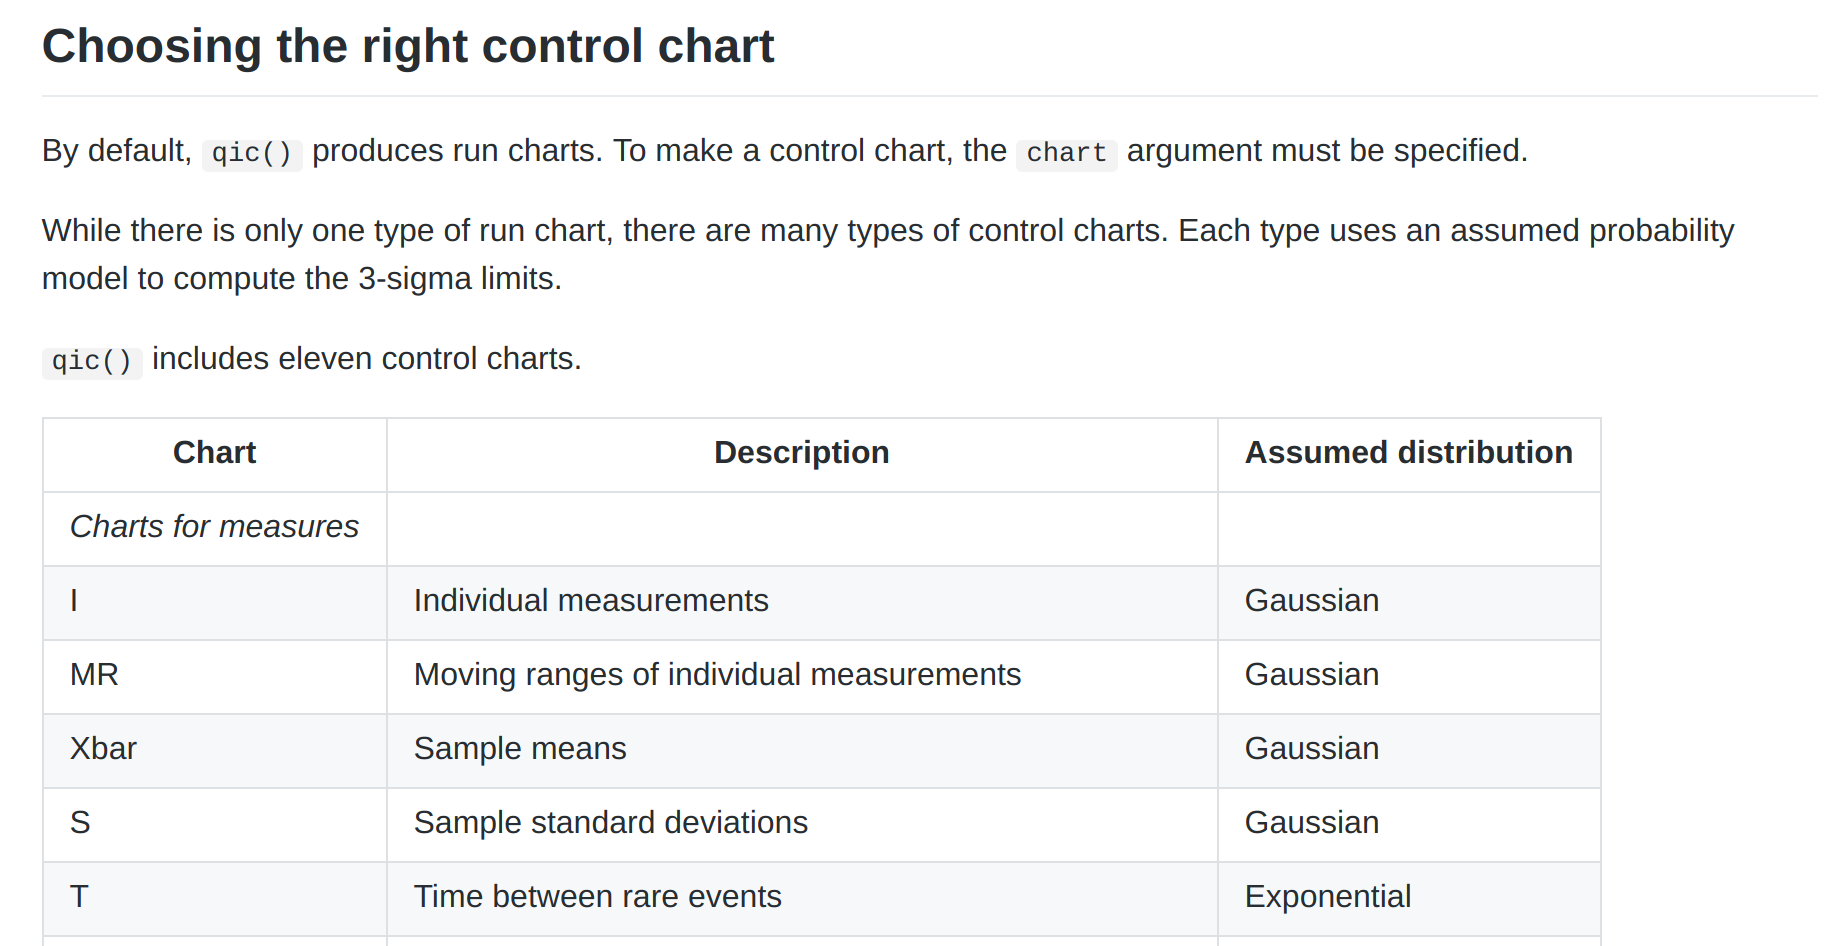 Choosing the right control chart
By default, qic() produces run charts. To make a control chart, the chart argument must be specified.
While there is only one type of run chart, there are many types of control charts. Each type uses an assumed probability
model to compute the 3-sigma limits.
qic() includes eleven control charts.
Chart Description Assumed distribution
Charts for measures
I Individual measurements Gaussian
MR Moving ranges of individual measurements Gaussian
Xbar Sample means Gaussian
S Sample standard deviations Gaussian
T Time between rare events Exponential